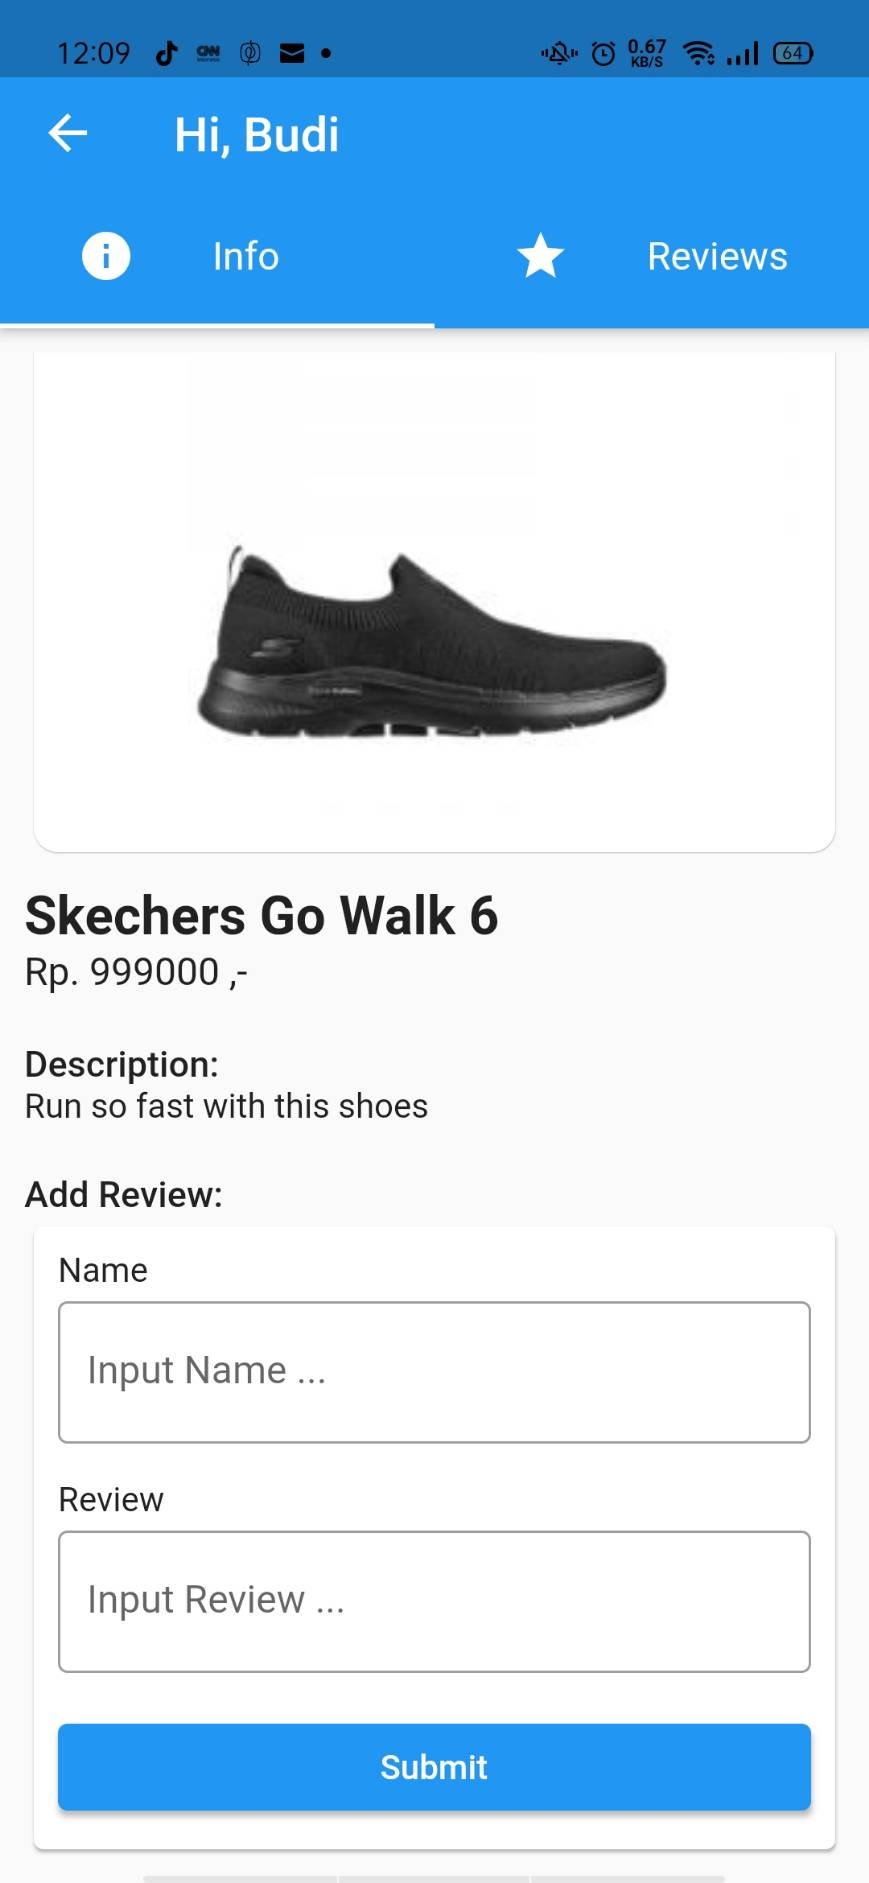 12:09 CNN 0.67 KB/S 64
Hi, Budi
Info Reviews
Skechers Go Walk 6
Rp. 999000 ,-
Description:
Run so fast with this shoes
Add Review:
Name
Input Name ...
Review
Input Review ...
Submit